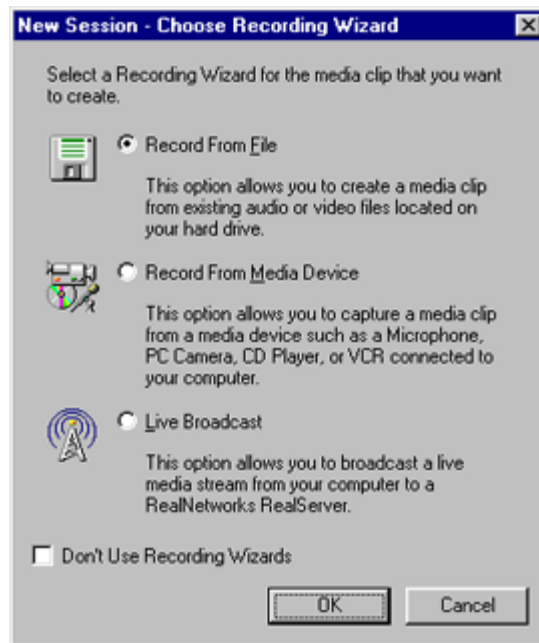 New Session - Choose Recording Wizard
Select a Recording Wizard for the media clip that you want
to create.
Record From File
This option allows you to create a media clip
from existing audio or video files located on
your hard drive.
Record From Media Device
This option allows you to capture a media clip
from a media device such as a Microphone,
PC Camera, CD Player, or VCR connected to
your computer.
Live Broadcast
This option allows you to broadcast a live
media stream from your computer to a
RealNetworks RealServer.
Don't Use Recording Wizards
OK
Cancel